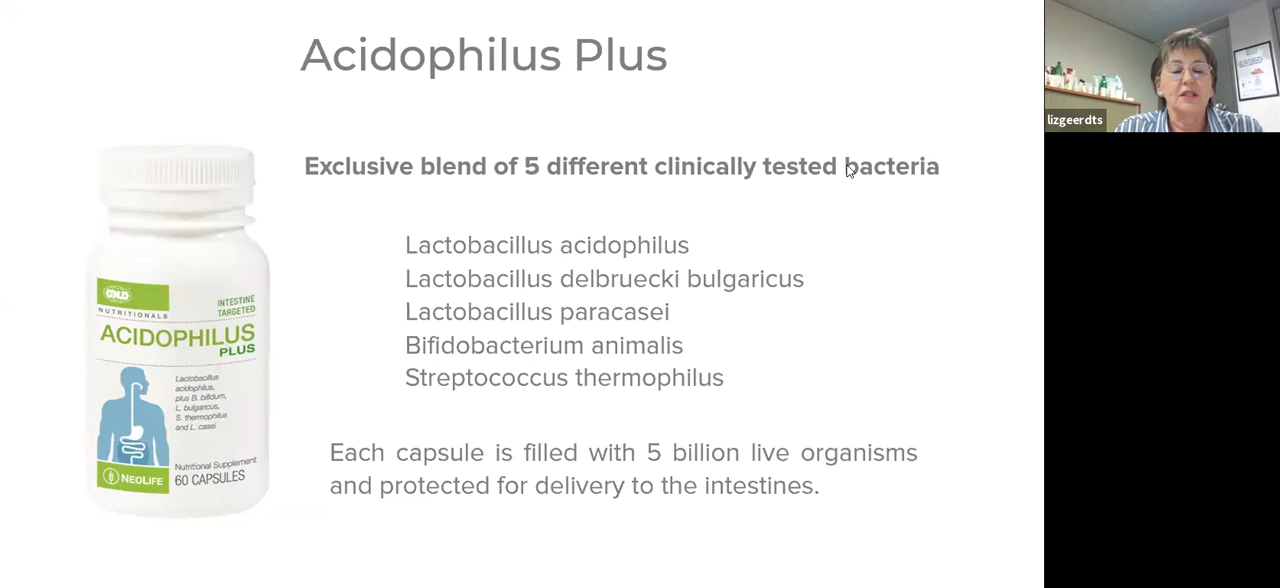 Acidophilus Plus
Exclusive blend of 5 different clinically tested bacteria
Lactobacillus acidophilus
Lactobacillus delbruecki bulgaricus
Lactobacillus paracasei
Bifidobacterium animalis
Streptococcus thermophilus
Each capsule is filled with 5 billion live organisms
and protected for delivery to the intestines.
GNLD
NUTRITIONALS
INTESTINE
TARGETED
ACIDOPHILUS
PLUS
Lactobacillus
acidophilus,
plus B. bifidum,
L. bulgaricus,
S. thermophilus
and L. casei
NEOLIFE
Nutritional Supplement
60 CAPSULES
lizgeerdts